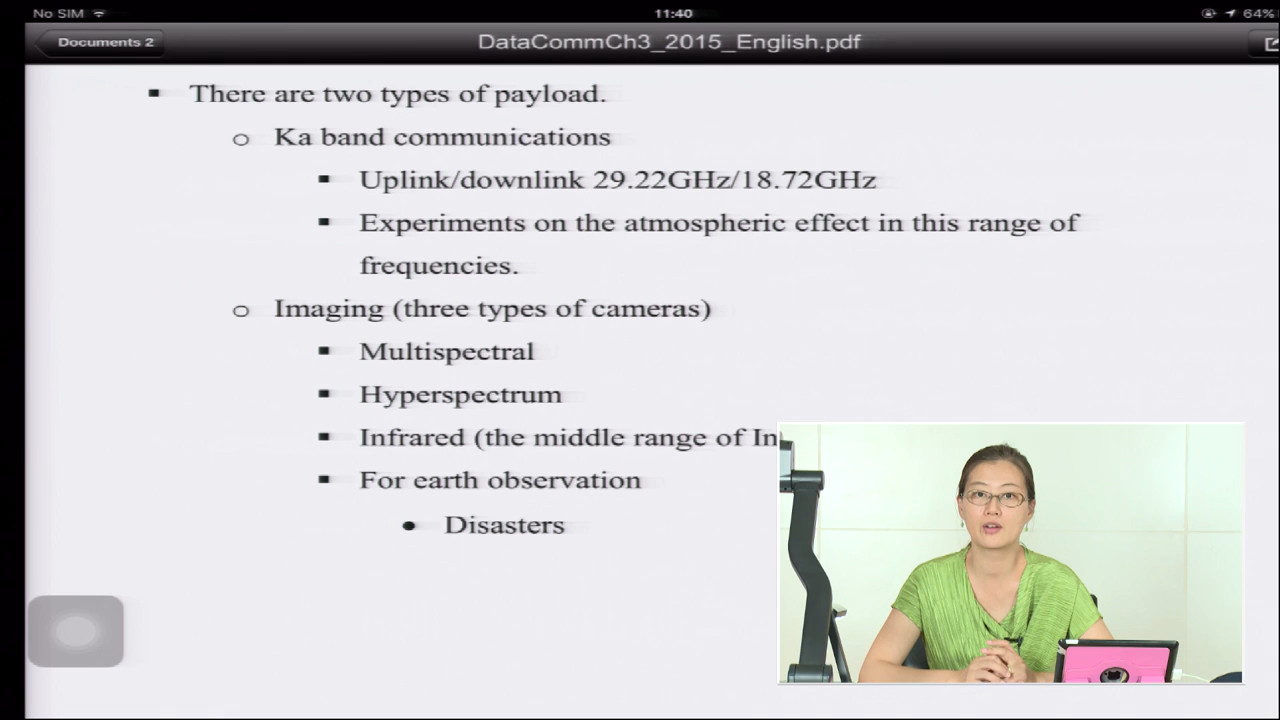 No SIM 11:40 64%
Documents 2 DataCommCh3_2015_English.pdf
▪ There are two types of payload.
o Ka band communications
▪ Uplink/downlink 29.22GHz/18.72GHz
▪ Experiments on the atmospheric effect in this range of
frequencies.
o Imaging (three types of cameras)
▪ Multispectral
▪ Hyperspectrum
▪ Infrared (the middle range of In
▪ For earth observation
• Disasters